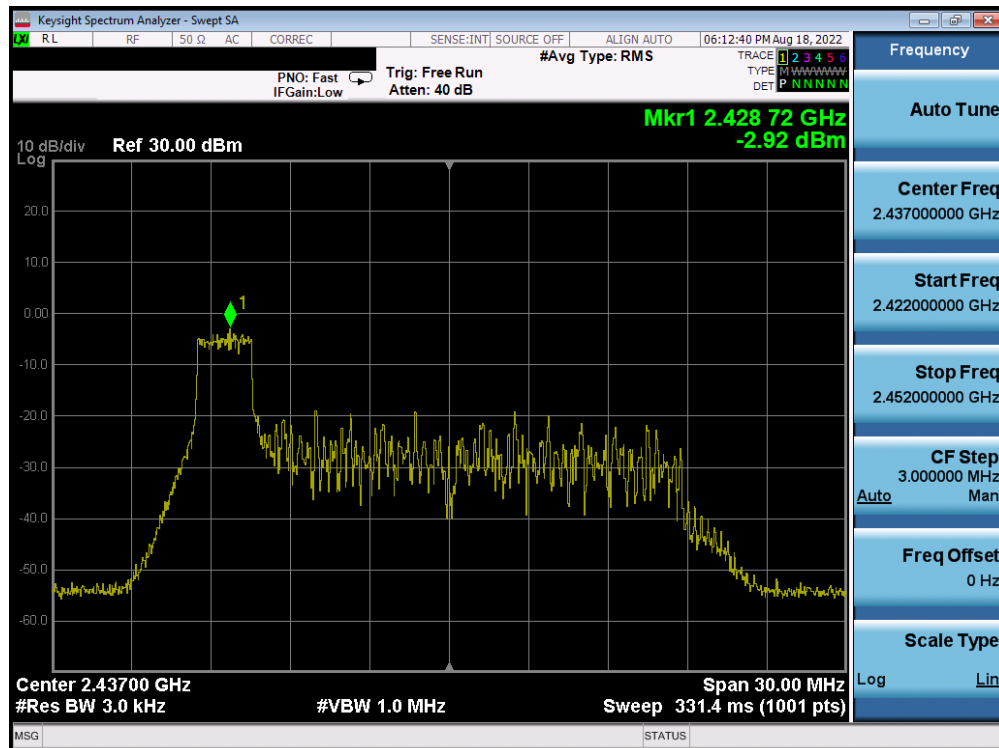 Keysight Spectrum Analyzer - Swept SA
LXI RL RF 50 Ω AC CORREC SENSE:INT SOURCE OFF ALIGN AUTO 06:12:40 PM Aug 18, 2022
#Avg Type: RMS
TRACE 1 2 3 4 5 6
TYPE M WWWWW
DET P N N N N N
PNO: Fast
IFGain:Low
Trig: Free Run
Atten: 40 dB
Mkr1 2.428 72 GHz
-2.92 dBm
10 dB/div Ref 30.00 dBm
Log
1
20.0
10.0
0.00
-10.0
-20.0
-30.0
-40.0
-50.0
-60.0
Center 2.43700 GHz Span 30.00 MHz
#Res BW 3.0 kHz #VBW 1.0 MHz Sweep 331.4 ms (1001 pts)
MSG STATUS
Frequency
Auto Tune
Center Freq
2.437000000 GHz
Start Freq
2.422000000 GHz
Stop Freq
2.452000000 GHz
CF Step
3.000000 MHz
Auto Man
Freq Offset
0 Hz
Scale Type
Log Lin